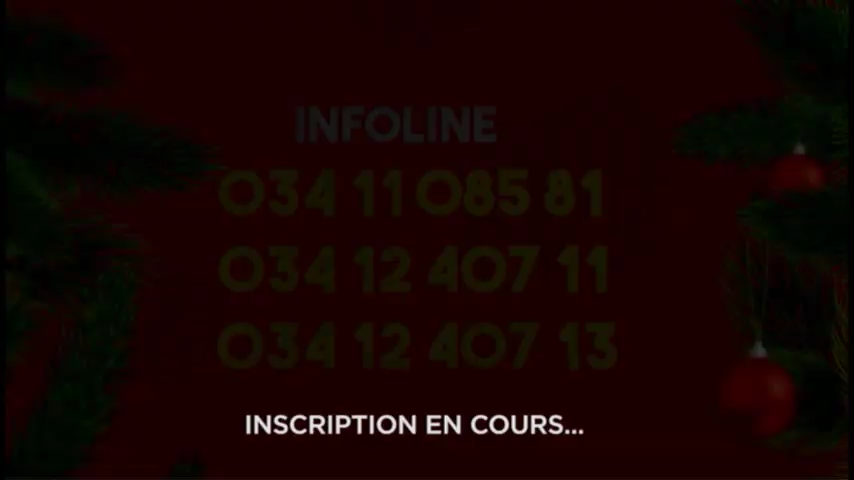 INFOLINE
034 11 085 81
034 12 407 11
034 12 407 13
INSCRIPTION EN COURS...